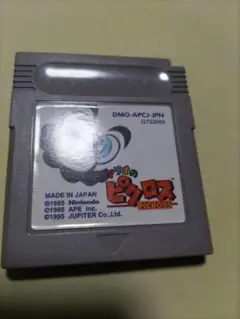 DMG-APCJ-JPN
ピクロス
PICROSS
MADE IN JAPAN
©1995 Nintendo
©1995 APE inc.
©1995 JUPITER Co.,Ltd.